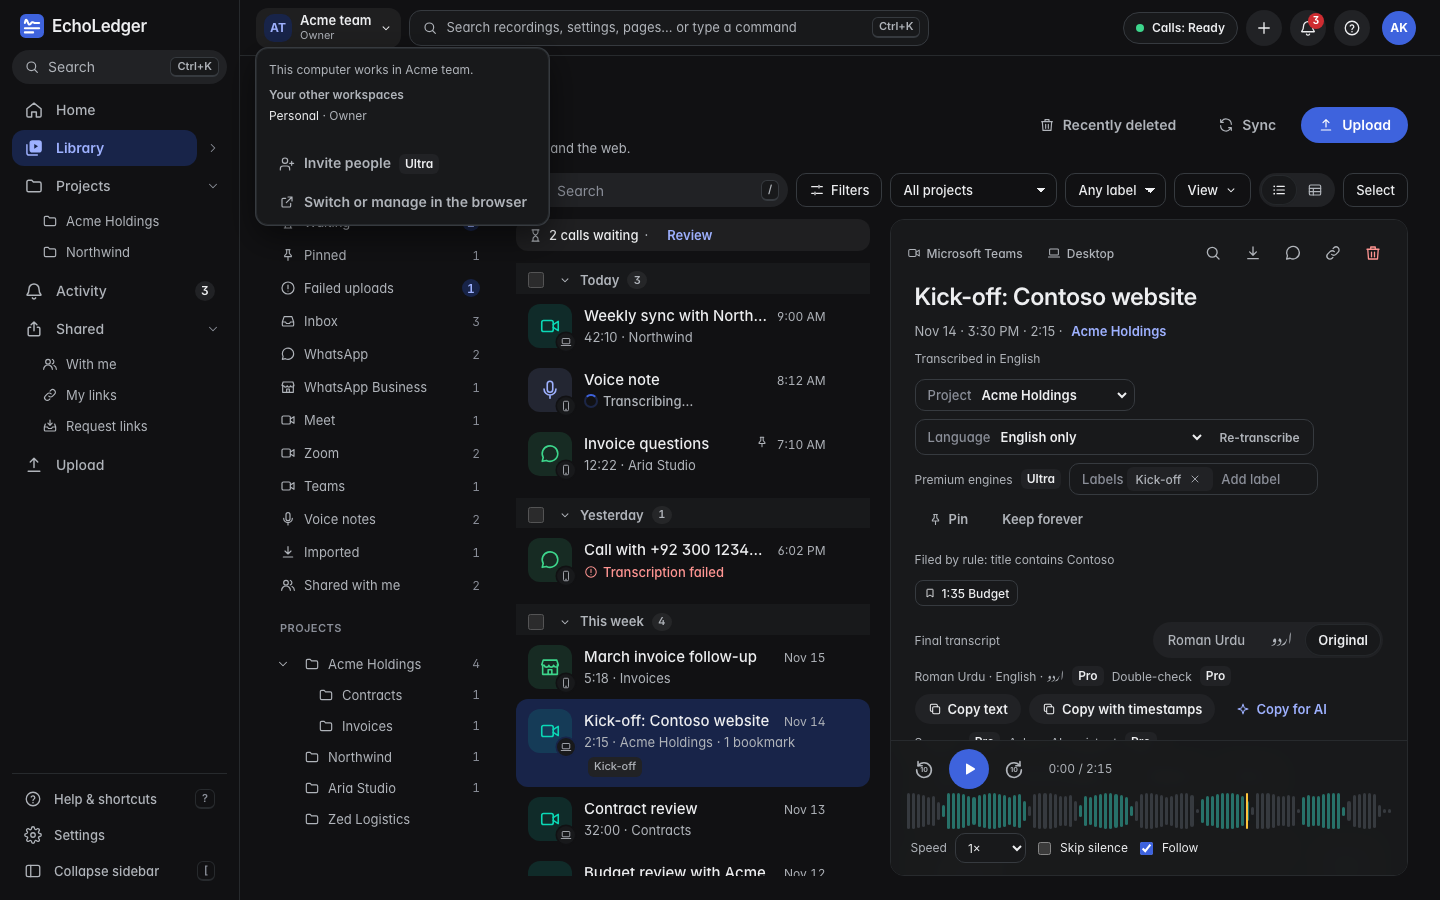 EchoLedger
Search Ctrl+K
Home
Library
Projects
Acme Holdings
Northwind
Activity 3
Shared
With me
My links
Request links
Upload
Help & shortcuts ?
Settings
Collapse sidebar [
AT Acme team
Owner
Search recordings, settings, pages... or type a command Ctrl+K
Calls: Ready
3
AK
This computer works in Acme team.
Your other workspaces
Personal · Owner
Invite people Ultra
Switch or manage in the browser
and the web.
Recently deleted
Sync
Upload
Search /
Filters
All projects
Any label
View
Select
Pinned 1
Failed uploads 1
Inbox 3
WhatsApp 2
WhatsApp Business 1
Meet 1
Zoom 2
Teams 1
Voice notes 2
Imported 1
Shared with me 2
PROJECTS
Acme Holdings 4
Contracts 1
Invoices 1
Northwind 1
Aria Studio 1
Zed Logistics
2 calls waiting · Review
Today 3
Weekly sync with North... 9:00 AM
42:10 · Northwind
Voice note 8:12 AM
Transcribing...
Invoice questions 7:10 AM
12:22 · Aria Studio
Yesterday 1
Call with +92 300 1234... 6:02 PM
Transcription failed
This week 4
March invoice follow-up Nov 15
5:18 · Invoices
Kick-off: Contoso website Nov 14
2:15 · Acme Holdings · 1 bookmark
Kick-off
Contract review Nov 13
32:00 · Contracts
Budget review with Acme Nov 12
Microsoft Teams Desktop
Kick-off: Contoso website
Nov 14 · 3:30 PM · 2:15 · Acme Holdings
Transcribed in English
Project Acme Holdings
Language English only Re-transcribe
Premium engines Ultra Labels Kick-off × Add label
Pin Keep forever
Filed by rule: title contains Contoso
1:35 Budget
Final transcript Roman Urdu اردو Original
Roman Urdu · English · اردو Pro Double-check Pro
Copy text Copy with timestamps Copy for AI
10 10 0:00 / 2:15
Speed 1× Skip silence Follow